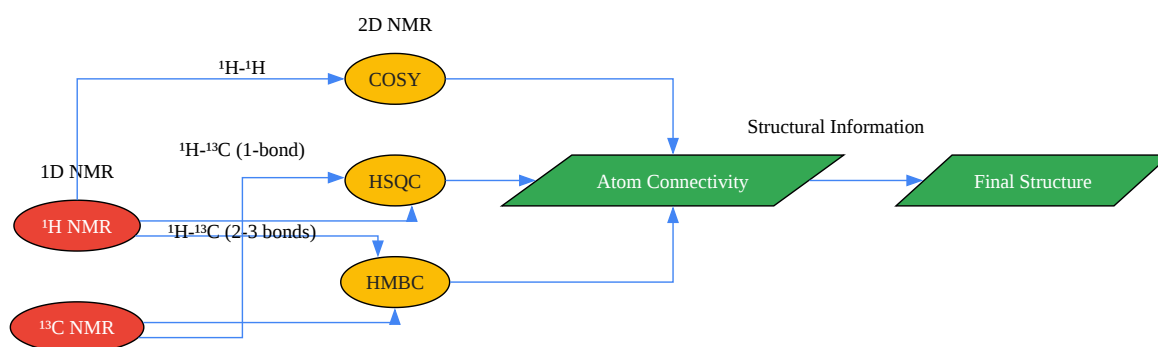 2D NMR
¹H-¹H
COSY
Structural Information
¹H-¹³C (1-bond)
1D NMR
HSQC
Atom Connectivity
Final Structure
¹H NMR
¹H-¹³C (2-3 bonds)
HMBC
¹³C NMR